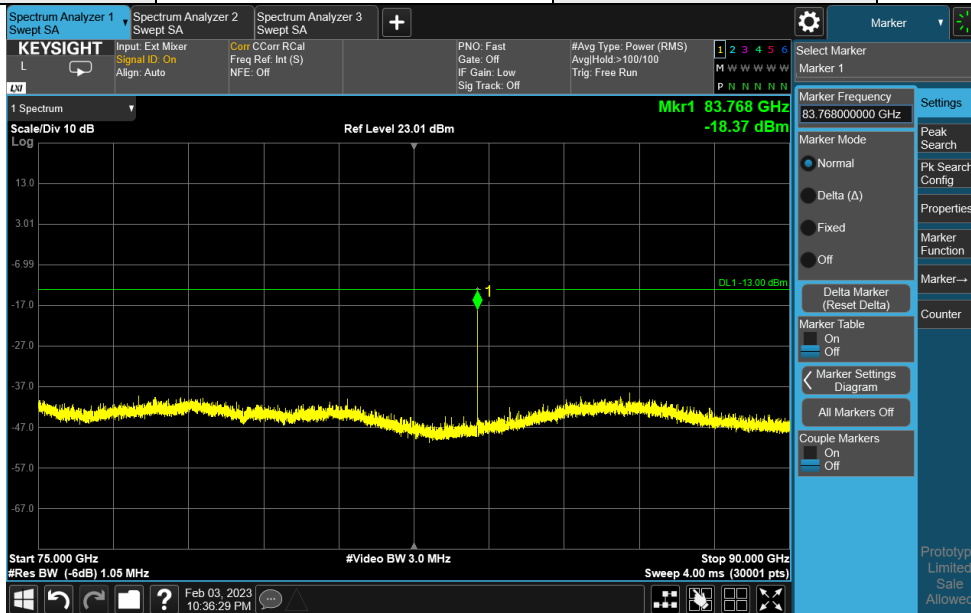 Spectrum Analyzer 1
Swept SA
Spectrum Analyzer 2
Swept SA
Spectrum Analyzer 3
Swept SA
+
Marker
KEYSIGHT
L
LXI
Input: Ext Mixer
Signal ID: On
Align: Auto
Corr CCorr RCal
Freq Ref: Int (S)
NFE: Off
PNO: Fast
Gate: Off
IF Gain: Low
Sig Track: Off
#Avg Type: Power (RMS)
Avg|Hold:>100/100
Trig: Free Run
1 2 3 4 5 6
M W W W W W
P N N N N N
Select Marker
Marker 1
1 Spectrum
Scale/Div 10 dB
Log
Ref Level 23.01 dBm
Mkr1 83.768 GHz
-18.37 dBm
13.0
3.01
-6.99
-17.0
-27.0
-37.0
-47.0
-57.0
-67.0
1
DL1 -13.00 dBm
Start 75.000 GHz
#Res BW (-6dB) 1.05 MHz
#Video BW 3.0 MHz
Stop 90.000 GHz
Sweep 4.00 ms (30001 pts)
Marker Frequency
83.768000000 GHz
Marker Mode
Normal
Delta (Δ)
Fixed
Off
Delta Marker
(Reset Delta)
Marker Table
On
Off
Marker Settings
Diagram
All Markers Off
Couple Markers
On
Off
Settings
Peak
Search
Pk Search
Config
Properties
Marker
Function
Marker→
Counter
Prototyp
Limited
Sale
Allowed
?
Feb 03, 2023
10:36:29 PM